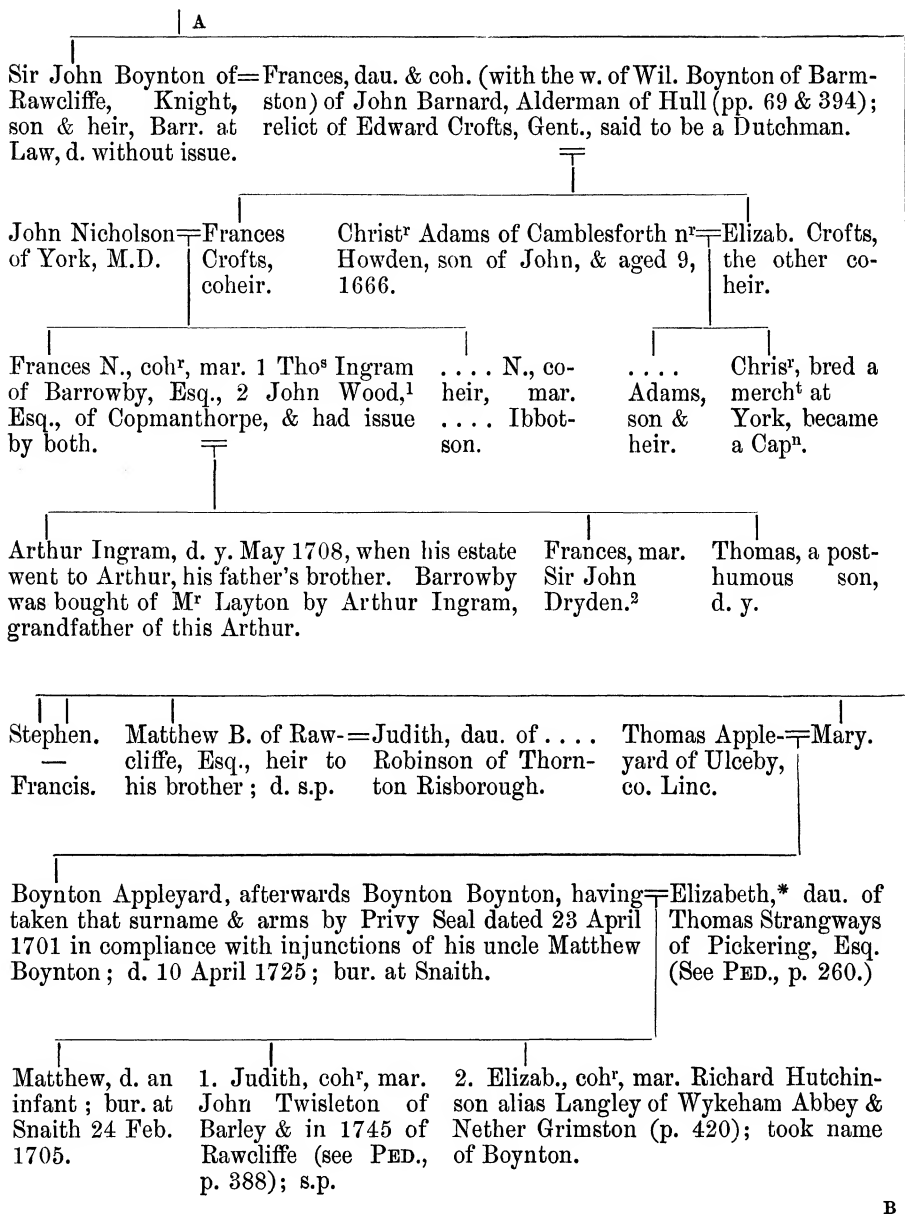 A
Sir John Boynton of=Frances, dau. & coh. (with the w. of Wil. Boynton of Barm-
Rawcliffe, Knight, ston) of John Barnard, Alderman of Hull (pp. 69 & 394);
son & heir, Barr. at relict of Edward Crofts, Gent., said to be a Dutchman.
Law, d. without issue.
John Nicholson=Frances Christʳ Adams of Camblesforth nʳ=Elizab. Crofts,
of York, M.D. Crofts, Howden, son of John, & aged 9, the other co-
coheir. 1666. heir.
Frances N., cohʳ, mar. 1 Thoˢ Ingram .... N., co- .... Chrisʳ, bred a
of Barrowby, Esq., 2 John Wood,¹ heir, mar. Adams, merchᵗ at
Esq., of Copmanthorpe, & had issue .... Ibbot- son & York, became
by both. son. heir. a Capⁿ.
Arthur Ingram, d. y. May 1708, when his estate Frances, mar. Thomas, a post-
went to Arthur, his father's brother. Barrowby Sir John humous son,
was bought of Mʳ Layton by Arthur Ingram, Dryden.² d. y.
grandfather of this Arthur.
Stephen. Matthew B. of Raw-=Judith, dau. of .... Thomas Apple-=Mary.
— cliffe, Esq., heir to Robinson of Thorn- yard of Ulceby,
Francis. his brother; d. s.p. ton Risborough. co. Linc.
Boynton Appleyard, afterwards Boynton Boynton, having=Elizabeth,* dau. of
taken that surname & arms by Privy Seal dated 23 April Thomas Strangways
1701 in compliance with injunctions of his uncle Matthew of Pickering, Esq.
Boynton; d. 10 April 1725; bur. at Snaith. (See PED., p. 260.)
Matthew, d. an 1. Judith, cohʳ, mar. 2. Elizab., cohʳ, mar. Richard Hutchin-
infant; bur. at John Twisleton of son alias Langley of Wykeham Abbey &
Snaith 24 Feb. Barley & in 1745 of Nether Grimston (p. 420); took name
1705. Rawcliffe (see PED., of Boynton.
p. 388); s.p.
B